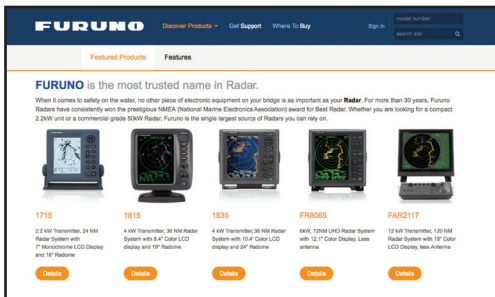 FURUNO
Discover Products
Get Support
Where To Buy
Sign In
model number
search site
Featured Products
Features
FURUNO is the most trusted name in Radar.
When it comes to safety on the water, no other piece of electronic equipment on your bridge is as important as your Radar. For more than 30 years, Furuno
Radars have consistently won the prestigious NMEA (National Marine Electronics Association) award for Best Radar. Whether you are looking for a compact
2.2kW unit or a commercial grade 50kW Radar, Furuno is the single largest source of Radars you can rely on.
1715
2.2 kW Transmitter, 24 NM
Radar System with
7" Monochrome LCD Display
and 18" Radome
Details
1815
4 kW Transmitter, 36 NM Radar
System with 8.4" Color LCD
display and 19" Radome
Details
1835
4 kW Transmitter, 36 NM Radar
System with 10.4" Color LCD
display and 24" Radome
Details
FR8065
6kW, 72NM UHD Radar System
with 12.1" Color Display, Less
antenna
Details
FAR2117
12 kW Transmitter, 120 NM
Radar System with 19" Color
LCD Display, less Antenna
Details